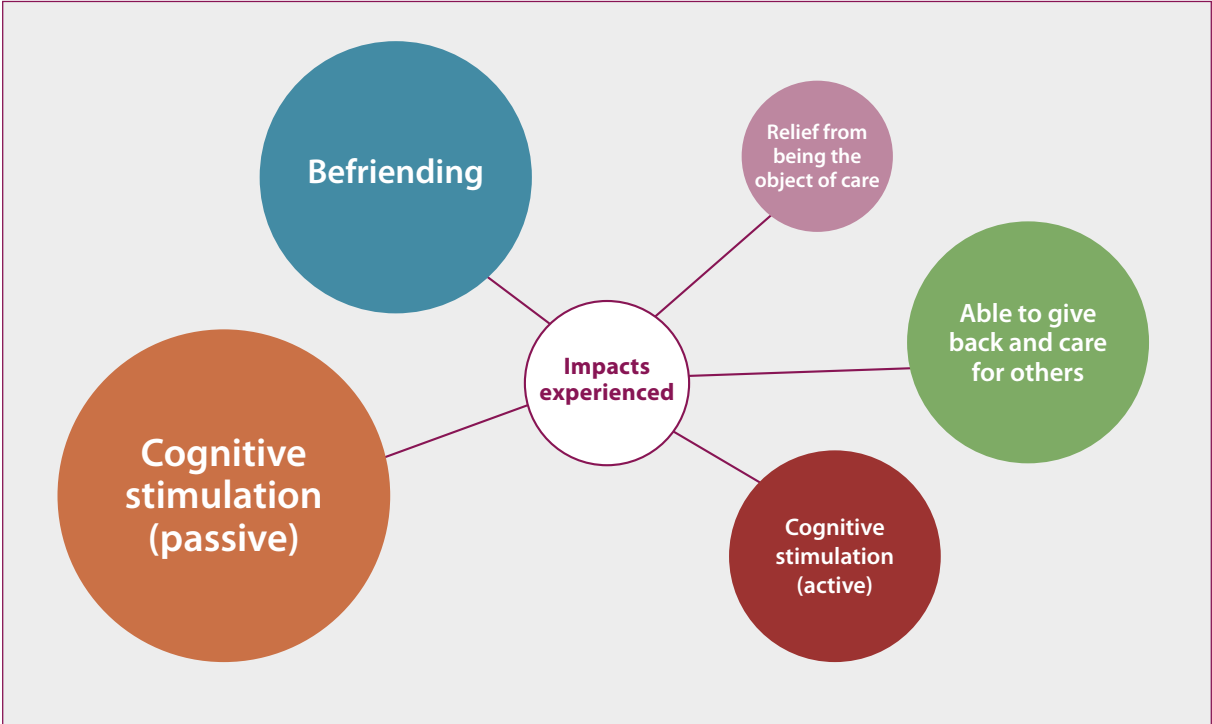 Befriending
Relief from
being the
object of care
Able to give
back and care
for others
Impacts
experienced
Cognitive
stimulation
(passive)
Cognitive
stimulation
(active)